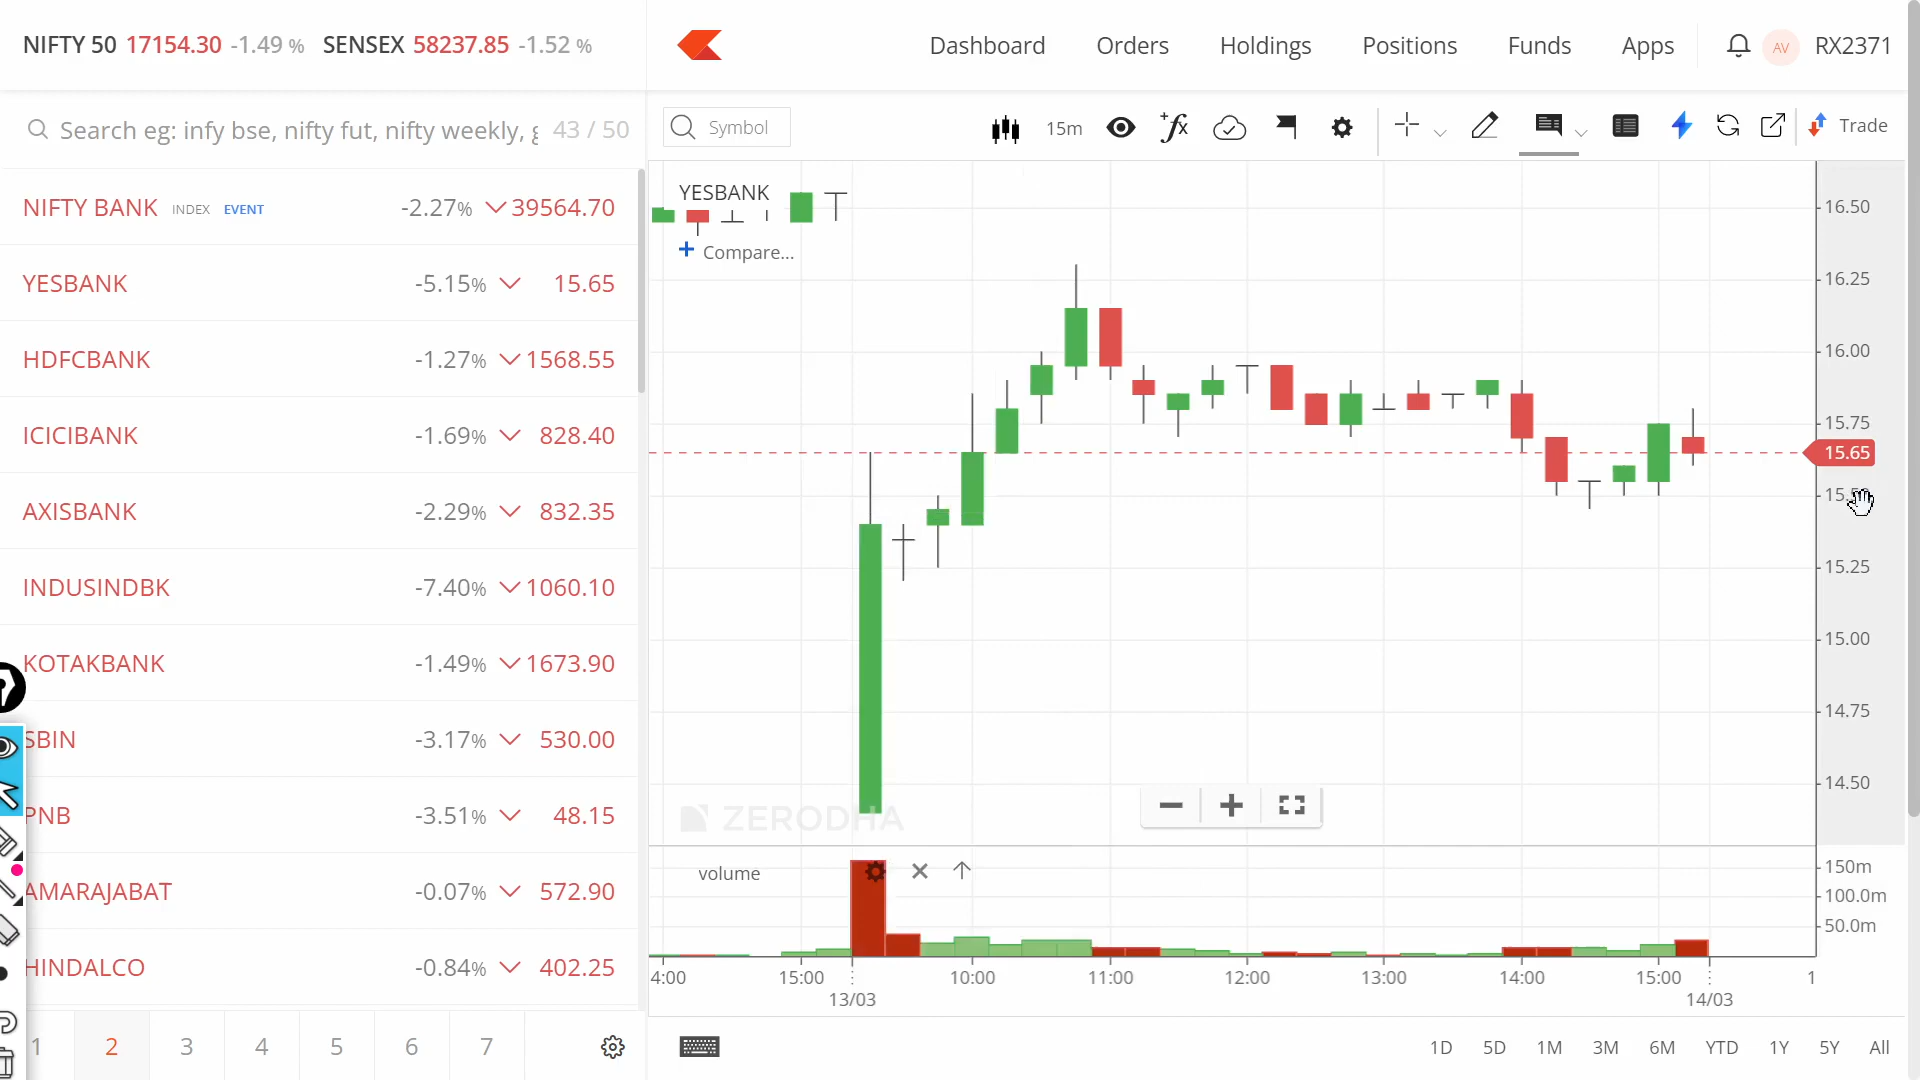 NIFTY 50 17154.30 -1.49 % SENSEX 58237.85 -1.52 %
Dashboard Orders Holdings Positions Funds Apps AV RX2371
Search eg: infy bse, nifty fut, nifty weekly, 43 / 50
Symbol 15m Trade
NIFTY BANK INDEX EVENT -2.27% 39564.70
YESBANK -5.15% 15.65
HDFCBANK -1.27% 1568.55
ICICIBANK -1.69% 828.40
AXISBANK -2.29% 832.35
INDUSINDBK -7.40% 1060.10
KOTAKBANK -1.49% 1673.90
SBIN -3.17% 530.00
PNB -3.51% 48.15
AMARAJABAT -0.07% 572.90
HINDALCO -0.84% 402.25
1 2 3 4 5 6 7
YESBANK
Compare...
16.50
16.25
16.00
15.75
15.65
15.25
15.00
14.75
14.50
ZERODHA
volume
150m
100.0m
50.0m
4:00 15:00 10:00 11:00 12:00 13:00 14:00 15:00 1
13/03 14/03
1D 5D 1M 3M 6M YTD 1Y 5Y All